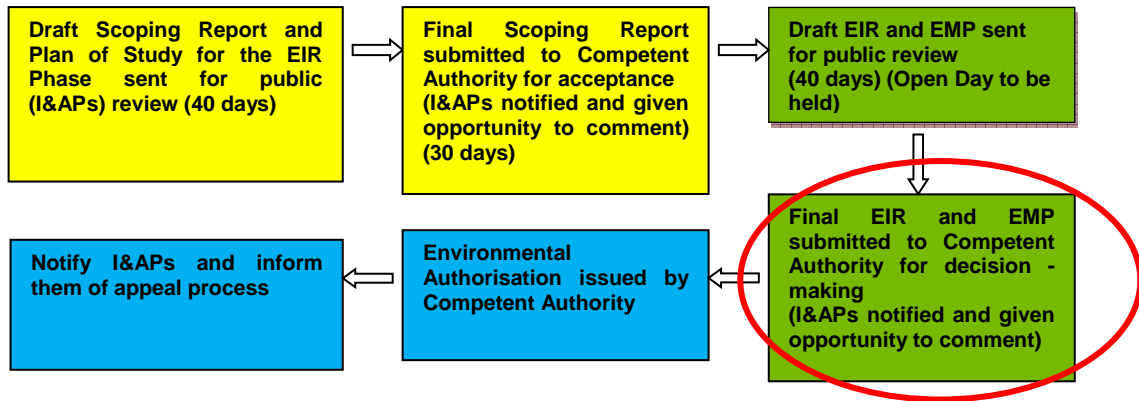 Draft Scoping Report and
Plan of Study for the EIR
Phase sent for public
(I&APs) review (40 days)
Final Scoping Report
submitted to Competent
Authority for acceptance
(I&APs notified and given
opportunity to comment)
(30 days)
Draft EIR and EMP sent
for public review
(40 days) (Open Day to be
held)
Final EIR and EMP
submitted to Competent
Authority for decision -
making
(I&APs notified and given
opportunity to comment)
Environmental
Authorisation issued by
Competent Authority
Notify I&APs and inform
them of appeal process